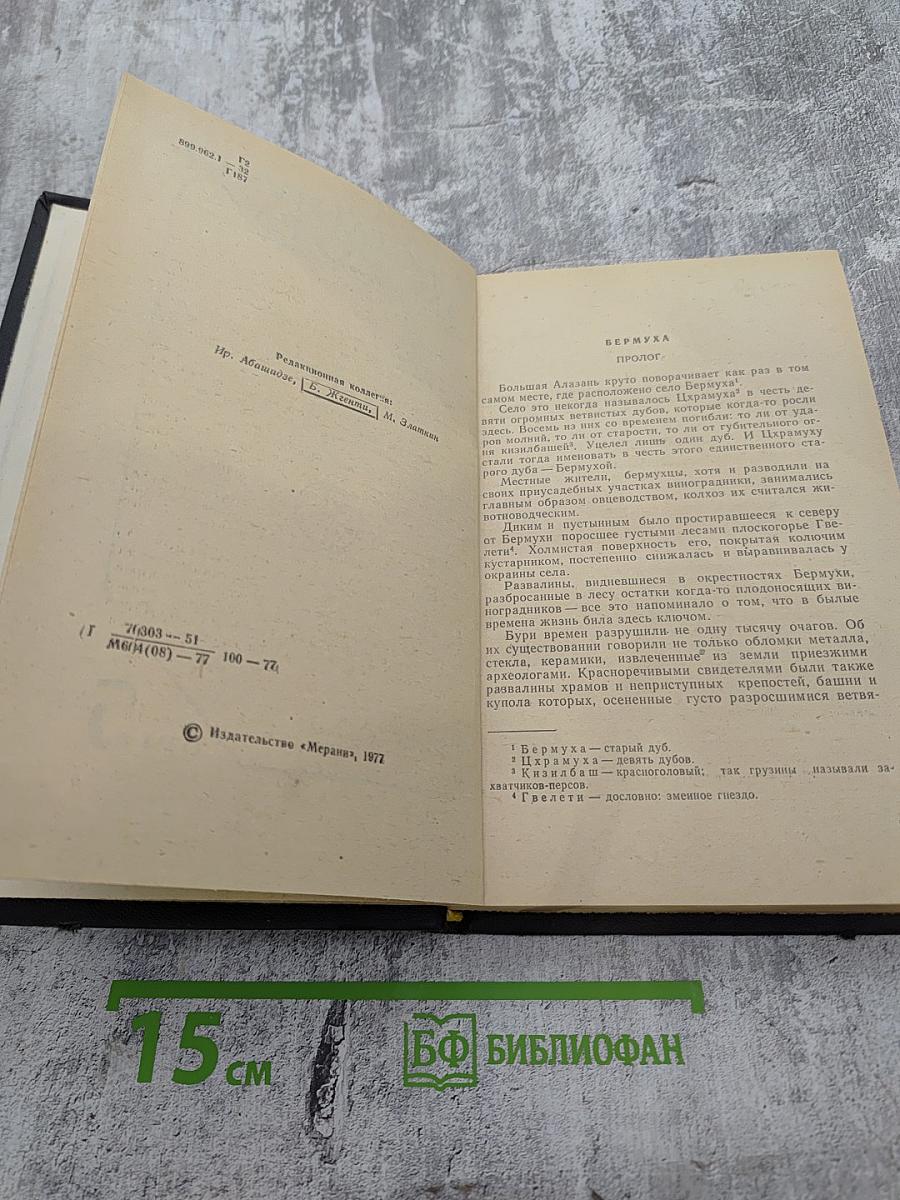 899.962.1 — Г2
32
Г187
Редакционная коллегия:
Ир. Абашидзе, Б. Жгенти, М. Златкин
Г 70303 — 51
М604(08) — 77 100 — 77
© Издательство «Мерани», 1977
БЕРМУХА
ПРОЛОГ
Большая Алазань круто поворачивает как раз в том
самом месте, где расположено село Бермуха¹.
Село это некогда называлось Цхрамуха² в честь де-
вяти огромных ветвистых дубов, которые когда-то росли
здесь. Восемь из них со временем погибли: то ли от уда-
ров молний, то ли от старости, то ли от губительного ог-
ня кизилбашей³. Уцелел лишь один дуб. И Цхрамуху
стали тогда именовать в честь этого единственного ста-
рого дуба — Бермухой.
Местные жители, бермухцы, хотя и разводили на
своих приусадебных участках виноградники, занимались
главным образом овцеводством, колхоз их считался жи-
вотноводческим.
Диким и пустынным было простиравшееся к северу
от Бермухи поросшее густыми лесами плоскогорье Гве-
лети⁴. Холмистая поверхность его, покрытая колючим
кустарником, постепенно снижалась и выравнивалась у
окраины села.
Развалины, видневшиеся в окрестностях Бермухи,
разбросанные в лесу остатки когда-то плодоносящих ви-
ноградников — все это напоминало о том, что в былые
времена жизнь била здесь ключом.
Бури времен разрушили не одну тысячу очагов. Об
их существовании говорили не только обломки металла,
стекла, керамики, извлеченные из земли приезжими
археологами. Красноречивыми свидетелями были также
развалины храмов и неприступных крепостей, башни и
купола которых, осененные густо разросшимися ветвя-
¹ Бермуха — старый дуб.
² Цхрамуха — девять дубов.
³ Кизилбаш — красноголовый; так грузины называли за-
хватчиков-персов.
⁴ Гвелети — дословно: змеиное гнездо.
15 см
БФ БИБЛИОФАН